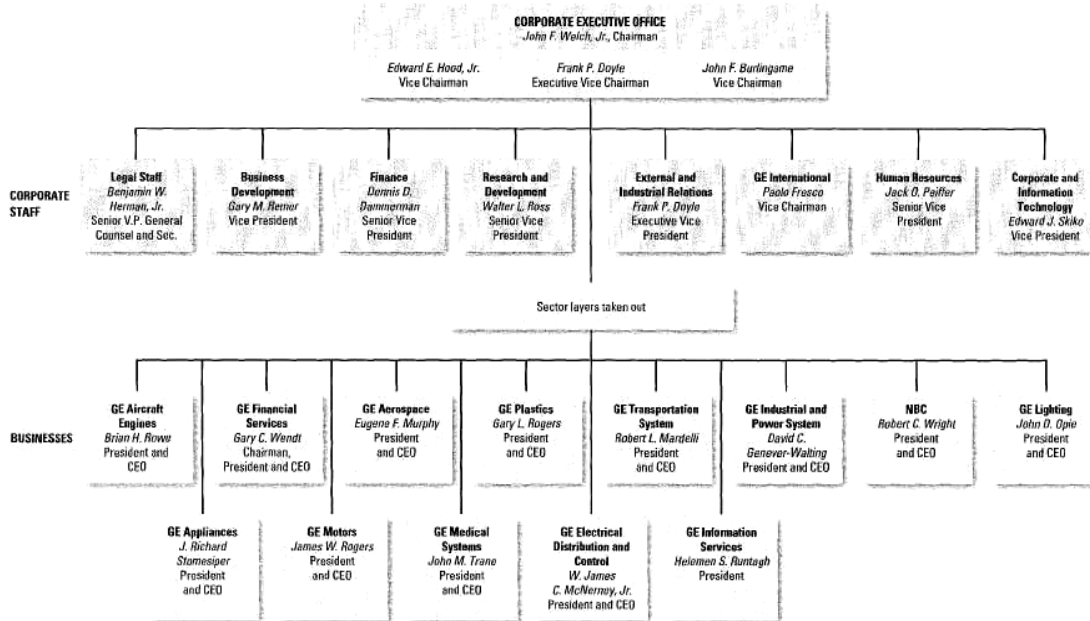 CORPORATE EXECUTIVE OFFICE
John F. Welch, Jr., Chairman
Edward E. Hood, Jr.
Vice Chairman
Frank P. Doyle
Executive Vice Chairman
John F. Burlingame
Vice Chairman
CORPORATE
STAFF
Legal Staff
Benjamin W.
Herman, Jr.
Senior V.P. General
Counsel and Sec.
Business
Development
Gary M. Remer
Vice President
Finance
Dennis D.
Dammerman
Senior Vice
President
Research and
Development
Walter L. Ross
Senior Vice
President
External and
Industrial Relations
Frank P. Doyle
Executive Vice
President
GE International
Paolo Fresco
Vice Chairman
Human Resources
Jack O. Peiffer
Senior Vice
President
Corporate and
Information
Technology
Edward J. Skiko
Vice President
Sector layers taken out
BUSINESSES
GE Aircraft
Engines
Brian H. Rowe
President and
CEO
GE Financial
Services
Gary C. Wendt
Chairman,
President and CEO
GE Aerospace
Eugene F. Murphy
President
and CEO
GE Plastics
Gary L. Rogers
President
and CEO
GE Transportation
System
Robert L. Mardelli
President
and CEO
GE Industrial and
Power System
David C.
Genever-Walting
President and CEO
NBC
Robert C. Wright
President
and CEO
GE Lighting
John D. Opie
President
and CEO
GE Appliances
J. Richard
Stomesiper
President
and CEO
GE Motors
James W. Rogers
President
and CEO
GE Medical
Systems
John M. Trane
President
and CEO
GE Electrical
Distribution and
Control
W. James
C. McNerney, Jr.
President and CEO
GE Information
Services
Helemen S. Runtagh
President